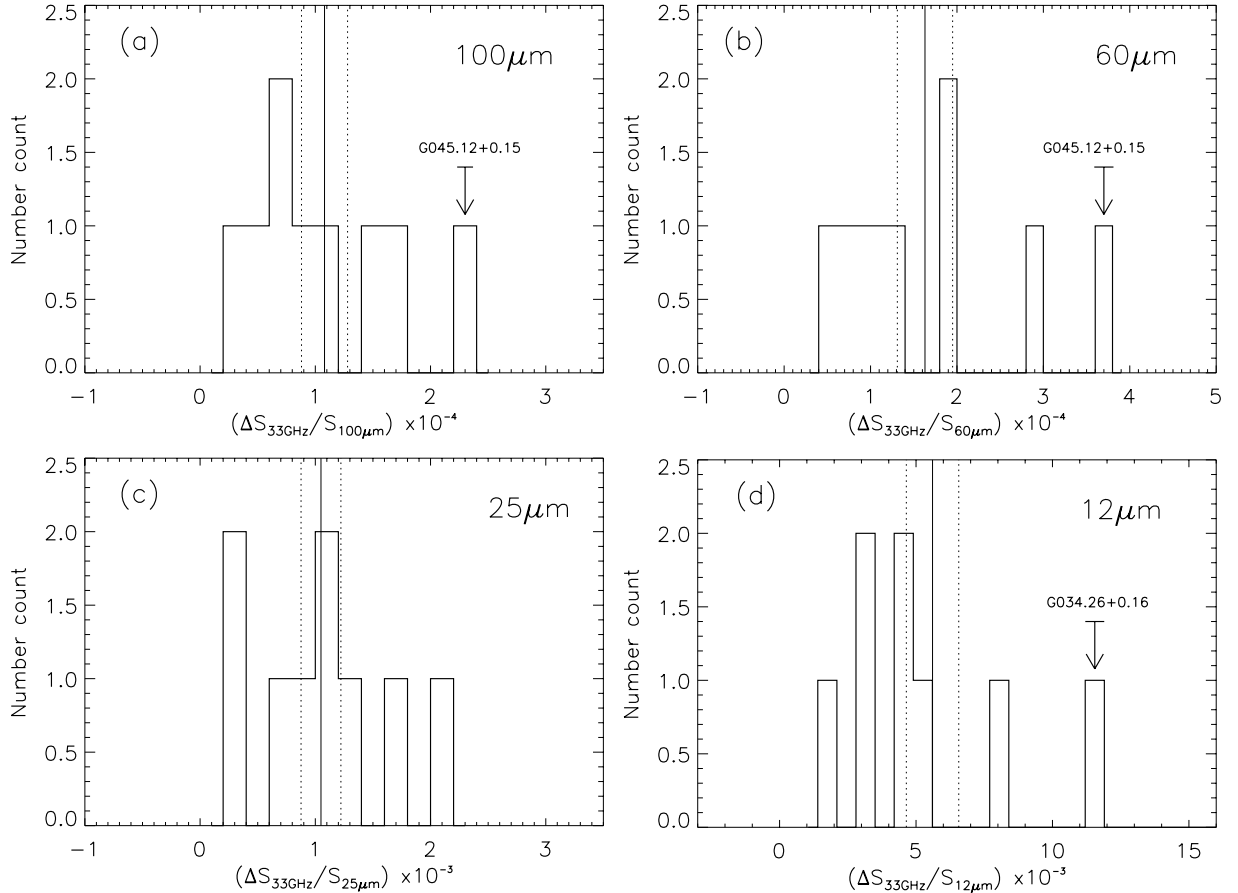 (a)
100μm
2.5
2.0
1.5
1.0
0.5
0.0
Number count
G045.12+0.15
-1 0 1 2 3
(ΔS33GHz/S100μm) ×10-4
(b)
60μm
2.5
2.0
1.5
1.0
0.5
0.0
Number count
G045.12+0.15
-1 0 1 2 3 4 5
(ΔS33GHz/S60μm) ×10-4
(c)
25μm
2.5
2.0
1.5
1.0
0.5
0.0
Number count
-1 0 1 2 3
(ΔS33GHz/S25μm) ×10-3
(d)
12μm
2.5
2.0
1.5
1.0
0.5
0.0
Number count
G034.26+0.16
0 5 10 15
(ΔS33GHz/S12μm) ×10-3